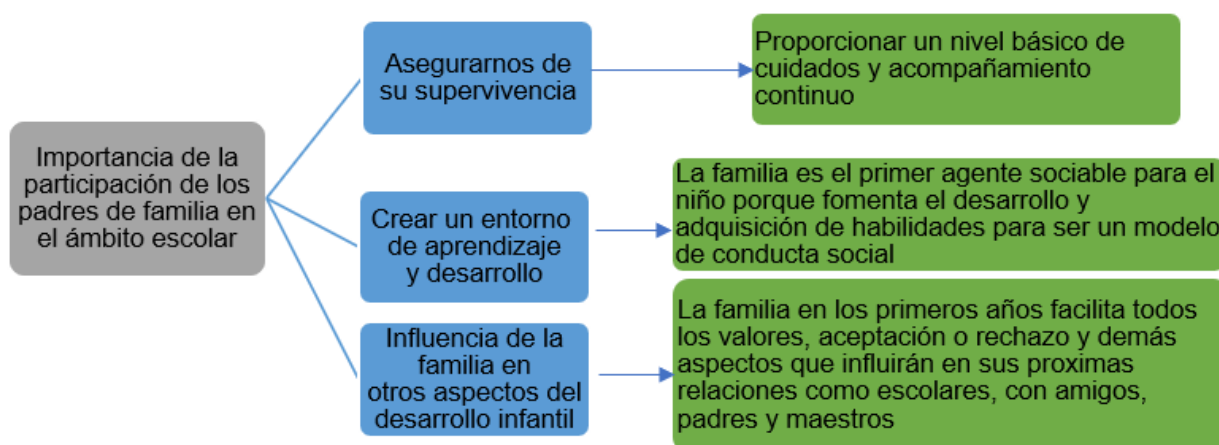 Importancia de la
participación de los
padres de familia en
el ámbito escolar
Asegurarnos de
su supervivencia
Proporcionar un nivel básico de
cuidados y acompañamiento
continuo
Crear un entorno
de aprendizaje
y desarrollo
La familia es el primer agente sociable para el
niño porque fomenta el desarrollo y
adquisición de habilidades para ser un modelo
de conducta social
Influencia de la
familia en
otros aspectos del
desarrollo infantil
La familia en los primeros años facilita todos
los valores, aceptación o rechazo y demás
aspectos que influirán en sus proximas
relaciones como escolares, con amigos,
padres y maestros